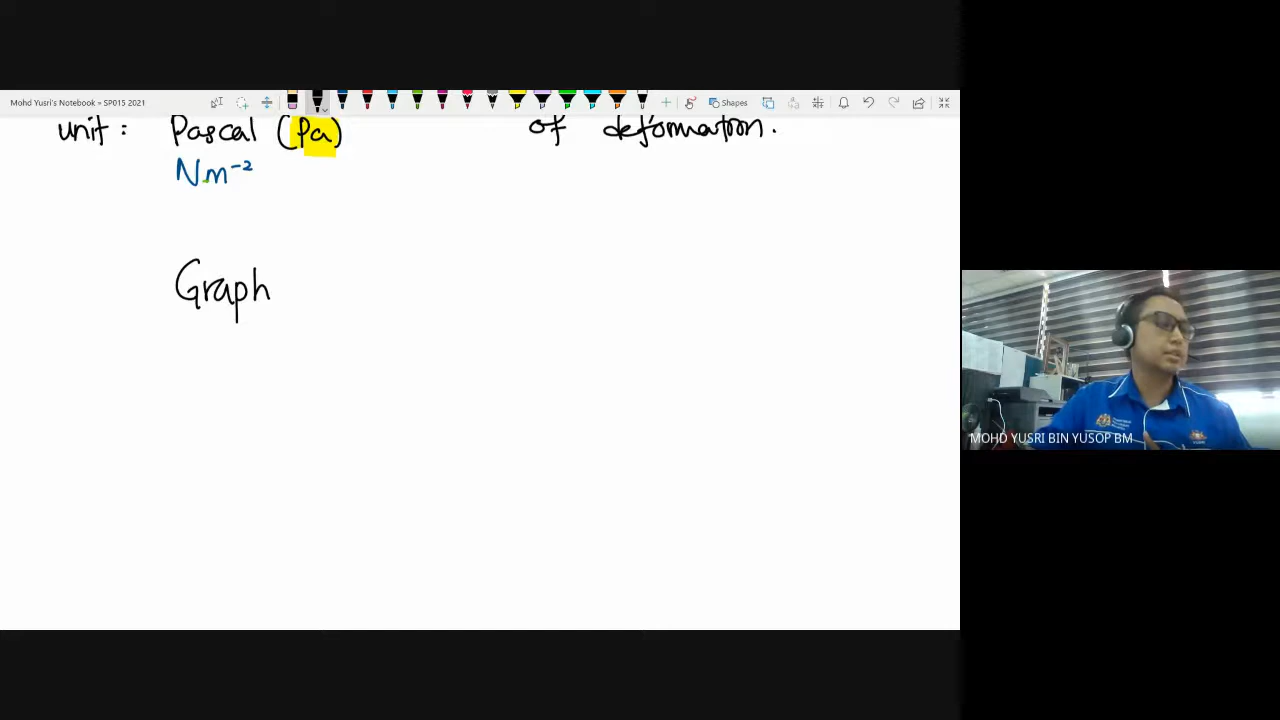 Mohd Yusri's Notebook » SP015 2021
Shapes
unit : Pascal (Pa)
of deformation.
Nm⁻²
Graph
MOHD YUSRI BIN YUSOP BM